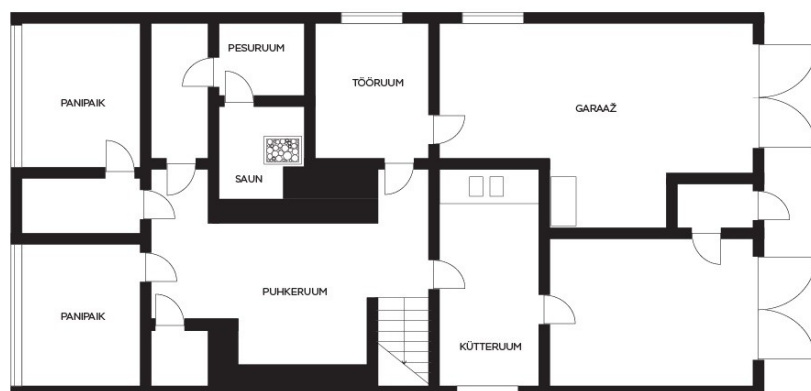 PESURUUM
PANIPAIK
TÖÖRUUM
GARAAŽ
SAUN
PUHKERUUM
PANIPAIK
KÜTTERUUM